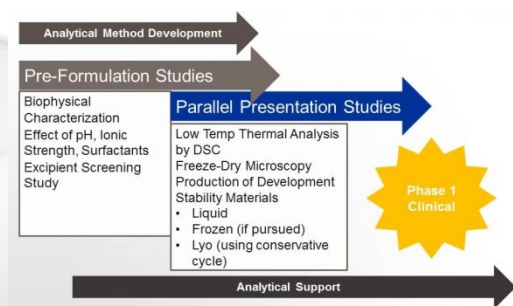 Analytical Method Development
Pre-Formulation Studies
Biophysical
Characterization
Effect of pH, Ionic
Strength, Surfactants
Excipient Screening
Study
Parallel Presentation Studies
Low Temp Thermal Analysis
by DSC
Freeze-Dry Microscopy
Production of Development
Stability Materials
• Liquid
• Frozen (if pursued)
• Lyo (using conservative
cycle)
Phase 1
Clinical
Analytical Support